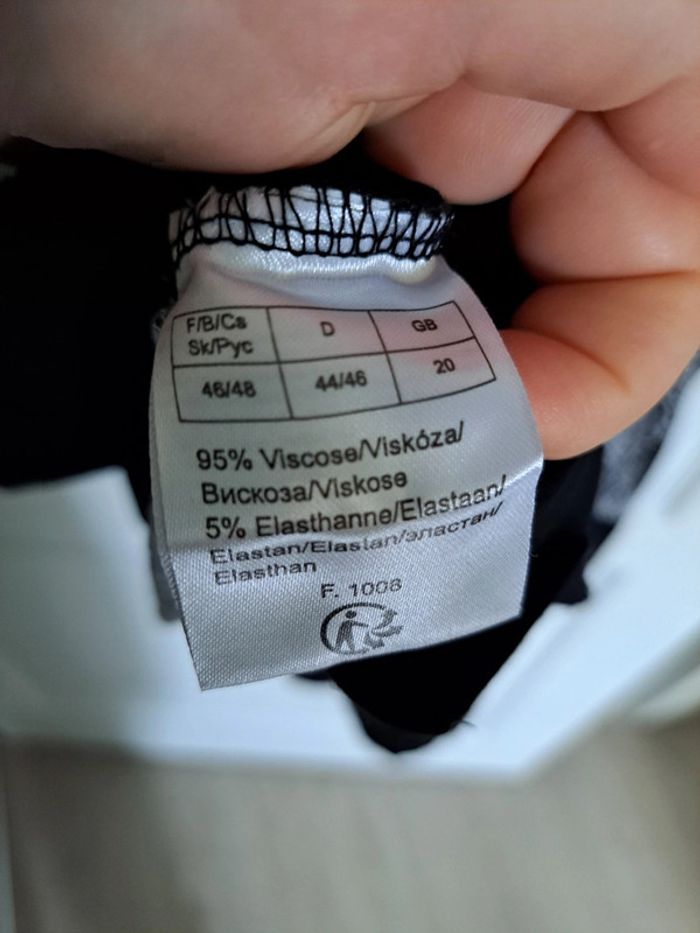 F/B/Cs
Sk/Рус
D
GB
46/48
44/46
20
95% Viscose/Viskóza/
Вискоза/Viskose
5% Elasthanne/Elastaan/
Elastan/Elastan/эластан/
Elasthan
F. 1008